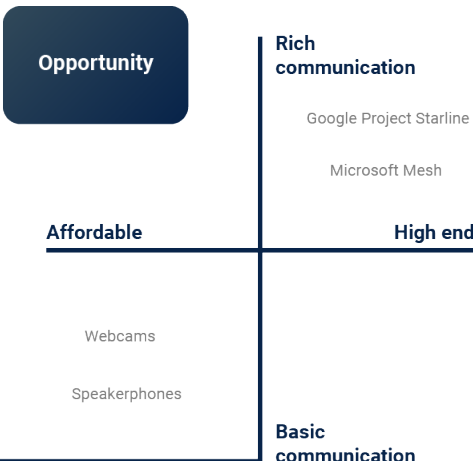 Opportunity
Rich
communication
Google Project Starline
Microsoft Mesh
Affordable
High end
Webcams
Speakerphones
Basic
communication